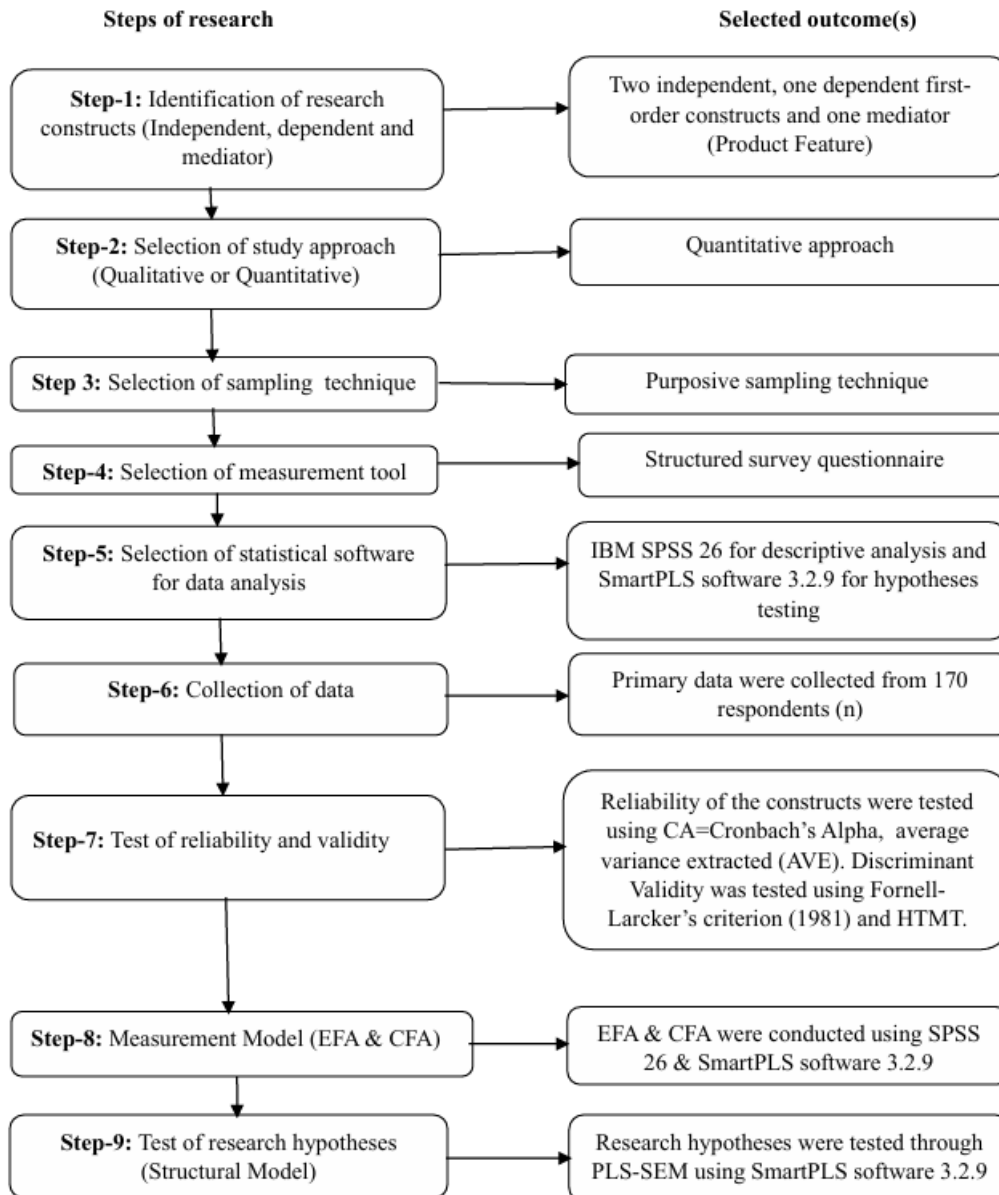 Steps of research
Selected outcome(s)
Step-1: Identification of research
constructs (Independent, dependent and
mediator)
Two independent, one dependent first-
order constructs and one mediator
(Product Feature)
Step-2: Selection of study approach
(Qualitative or Quantitative)
Quantitative approach
Step 3: Selection of sampling technique
Purposive sampling technique
Step-4: Selection of measurement tool
Structured survey questionnaire
Step-5: Selection of statistical software
for data analysis
IBM SPSS 26 for descriptive analysis and
SmartPLS software 3.2.9 for hypotheses
testing
Step-6: Collection of data
Primary data were collected from 170
respondents (n)
Step-7: Test of reliability and validity
Reliability of the constructs were tested
using CA=Cronbach's Alpha, average
variance extracted (AVE). Discriminant
Validity was tested using Fornell-
Larcker's criterion (1981) and HTMT.
Step-8: Measurement Model (EFA & CFA)
EFA & CFA were conducted using SPSS
26 & SmartPLS software 3.2.9
Step-9: Test of research hypotheses
(Structural Model)
Research hypotheses were tested through
PLS-SEM using SmartPLS software 3.2.9